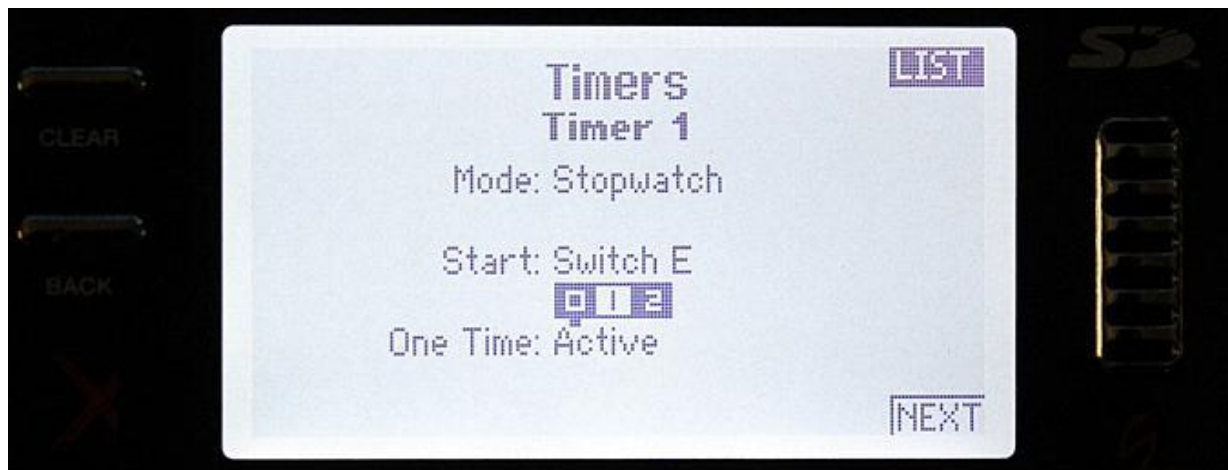 Timers
LIST
Timer 1
CLEAR
Mode: Stopwatch
Start: Switch E
BACK
0 1 2
One Time: Active
NEXT